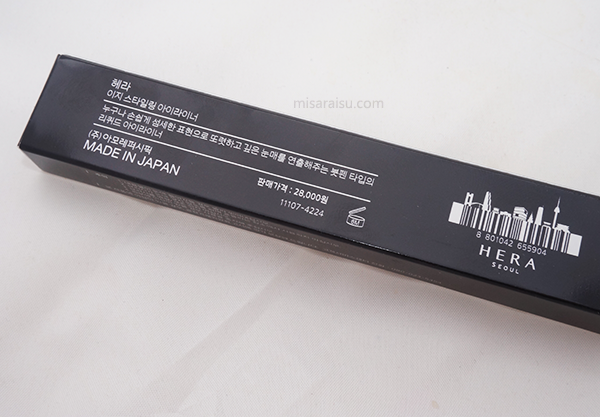 misaraisu.com
헤라
이지 스타일링 아이라이너
누구나 손쉽게 섬세한 표현으로 또렷하고 깊은 눈매를 연출해주는 붓펜 타입의
리퀴드 아이라이너
(주) 아모레퍼시픽
MADE IN JAPAN
판매가격 : 28,000원
11107-4224
6M
8 801042 655904
HERA
SEOUL